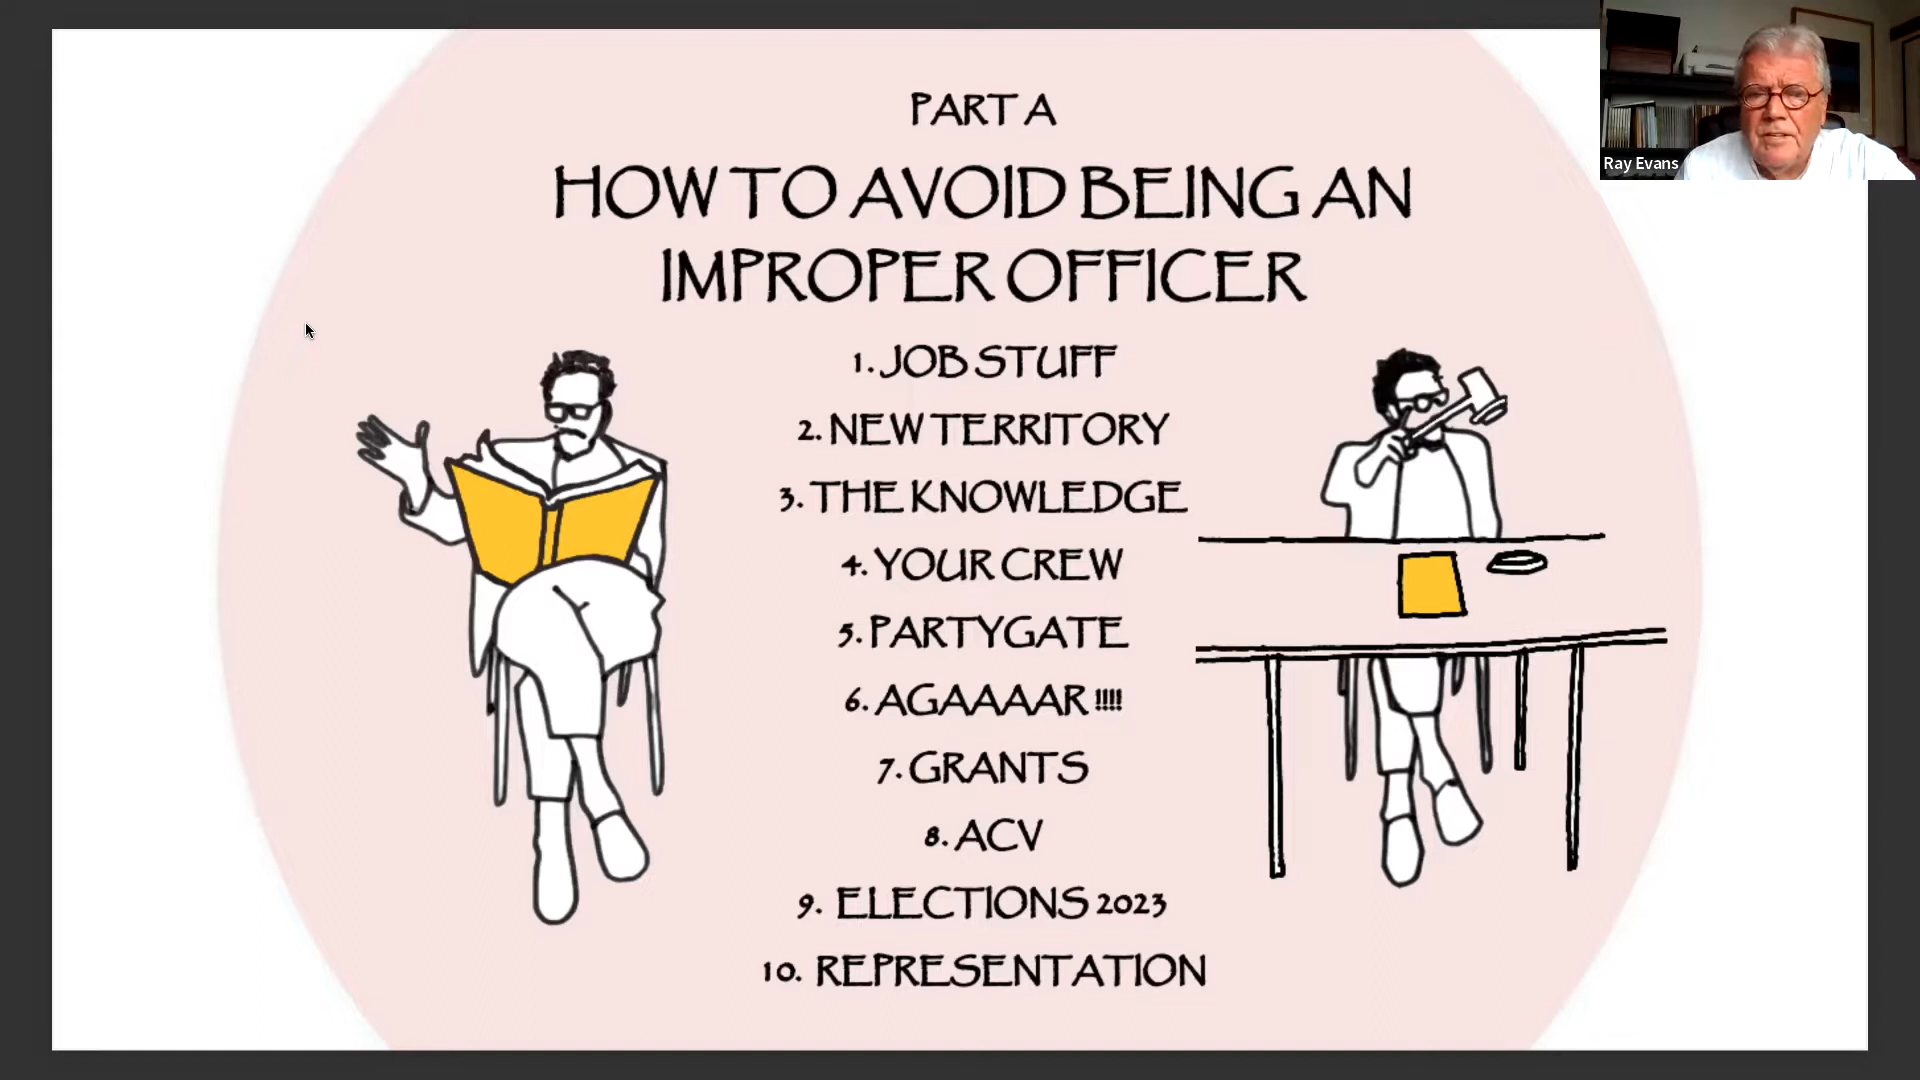 PART A
HOW TO AVOID BEING AN
IMPROPER OFFICER
1. JOB STUFF
2. NEW TERRITORY
3. THE KNOWLEDGE
4. YOUR CREW
5. PARTYGATE
6. AGAAAAR !!!!
7. GRANTS
8. ACV
9. ELECTIONS 2023
10. REPRESENTATION
Ray Evans